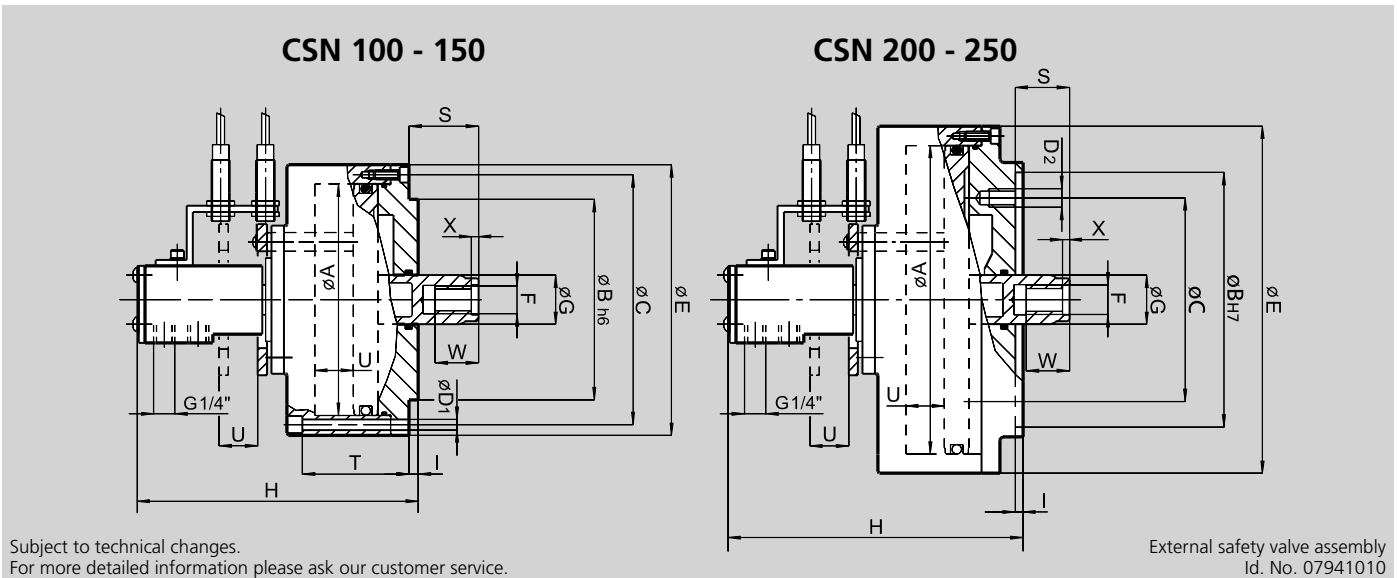 CSN 100 - 150
S
X
F
øG
øB h6
øC
øE
øA
U
W
øD1
G1/4"
U
T
I
H
CSN 200 - 250
S
D2
X
F
øG
øC
øBH7
øE
øA
U
W
G1/4"
U
I
H
Subject to technical changes.
For more detailed information please ask our customer service.
External safety valve assembly
Id. No. 07941010